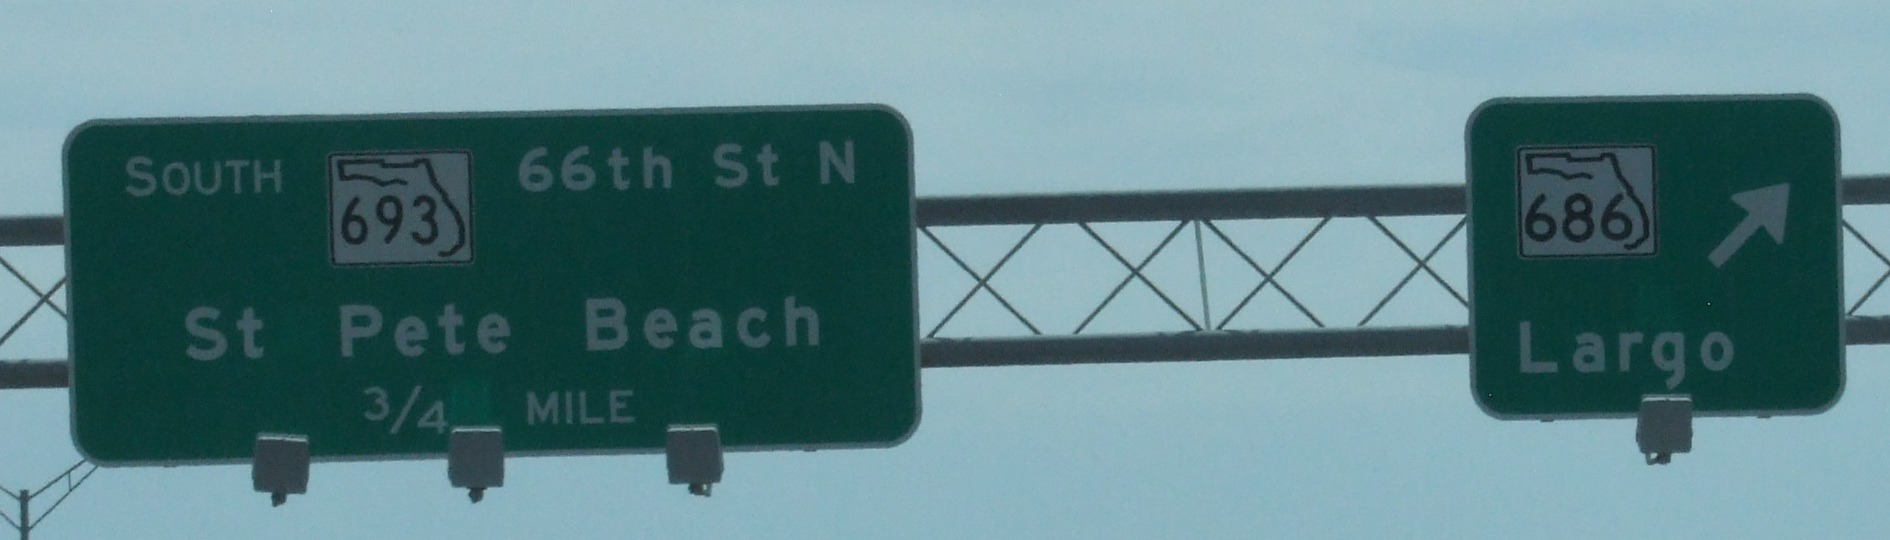 SOUTH 693 66th St N
St Pete Beach
3/4 MILE
686
Largo